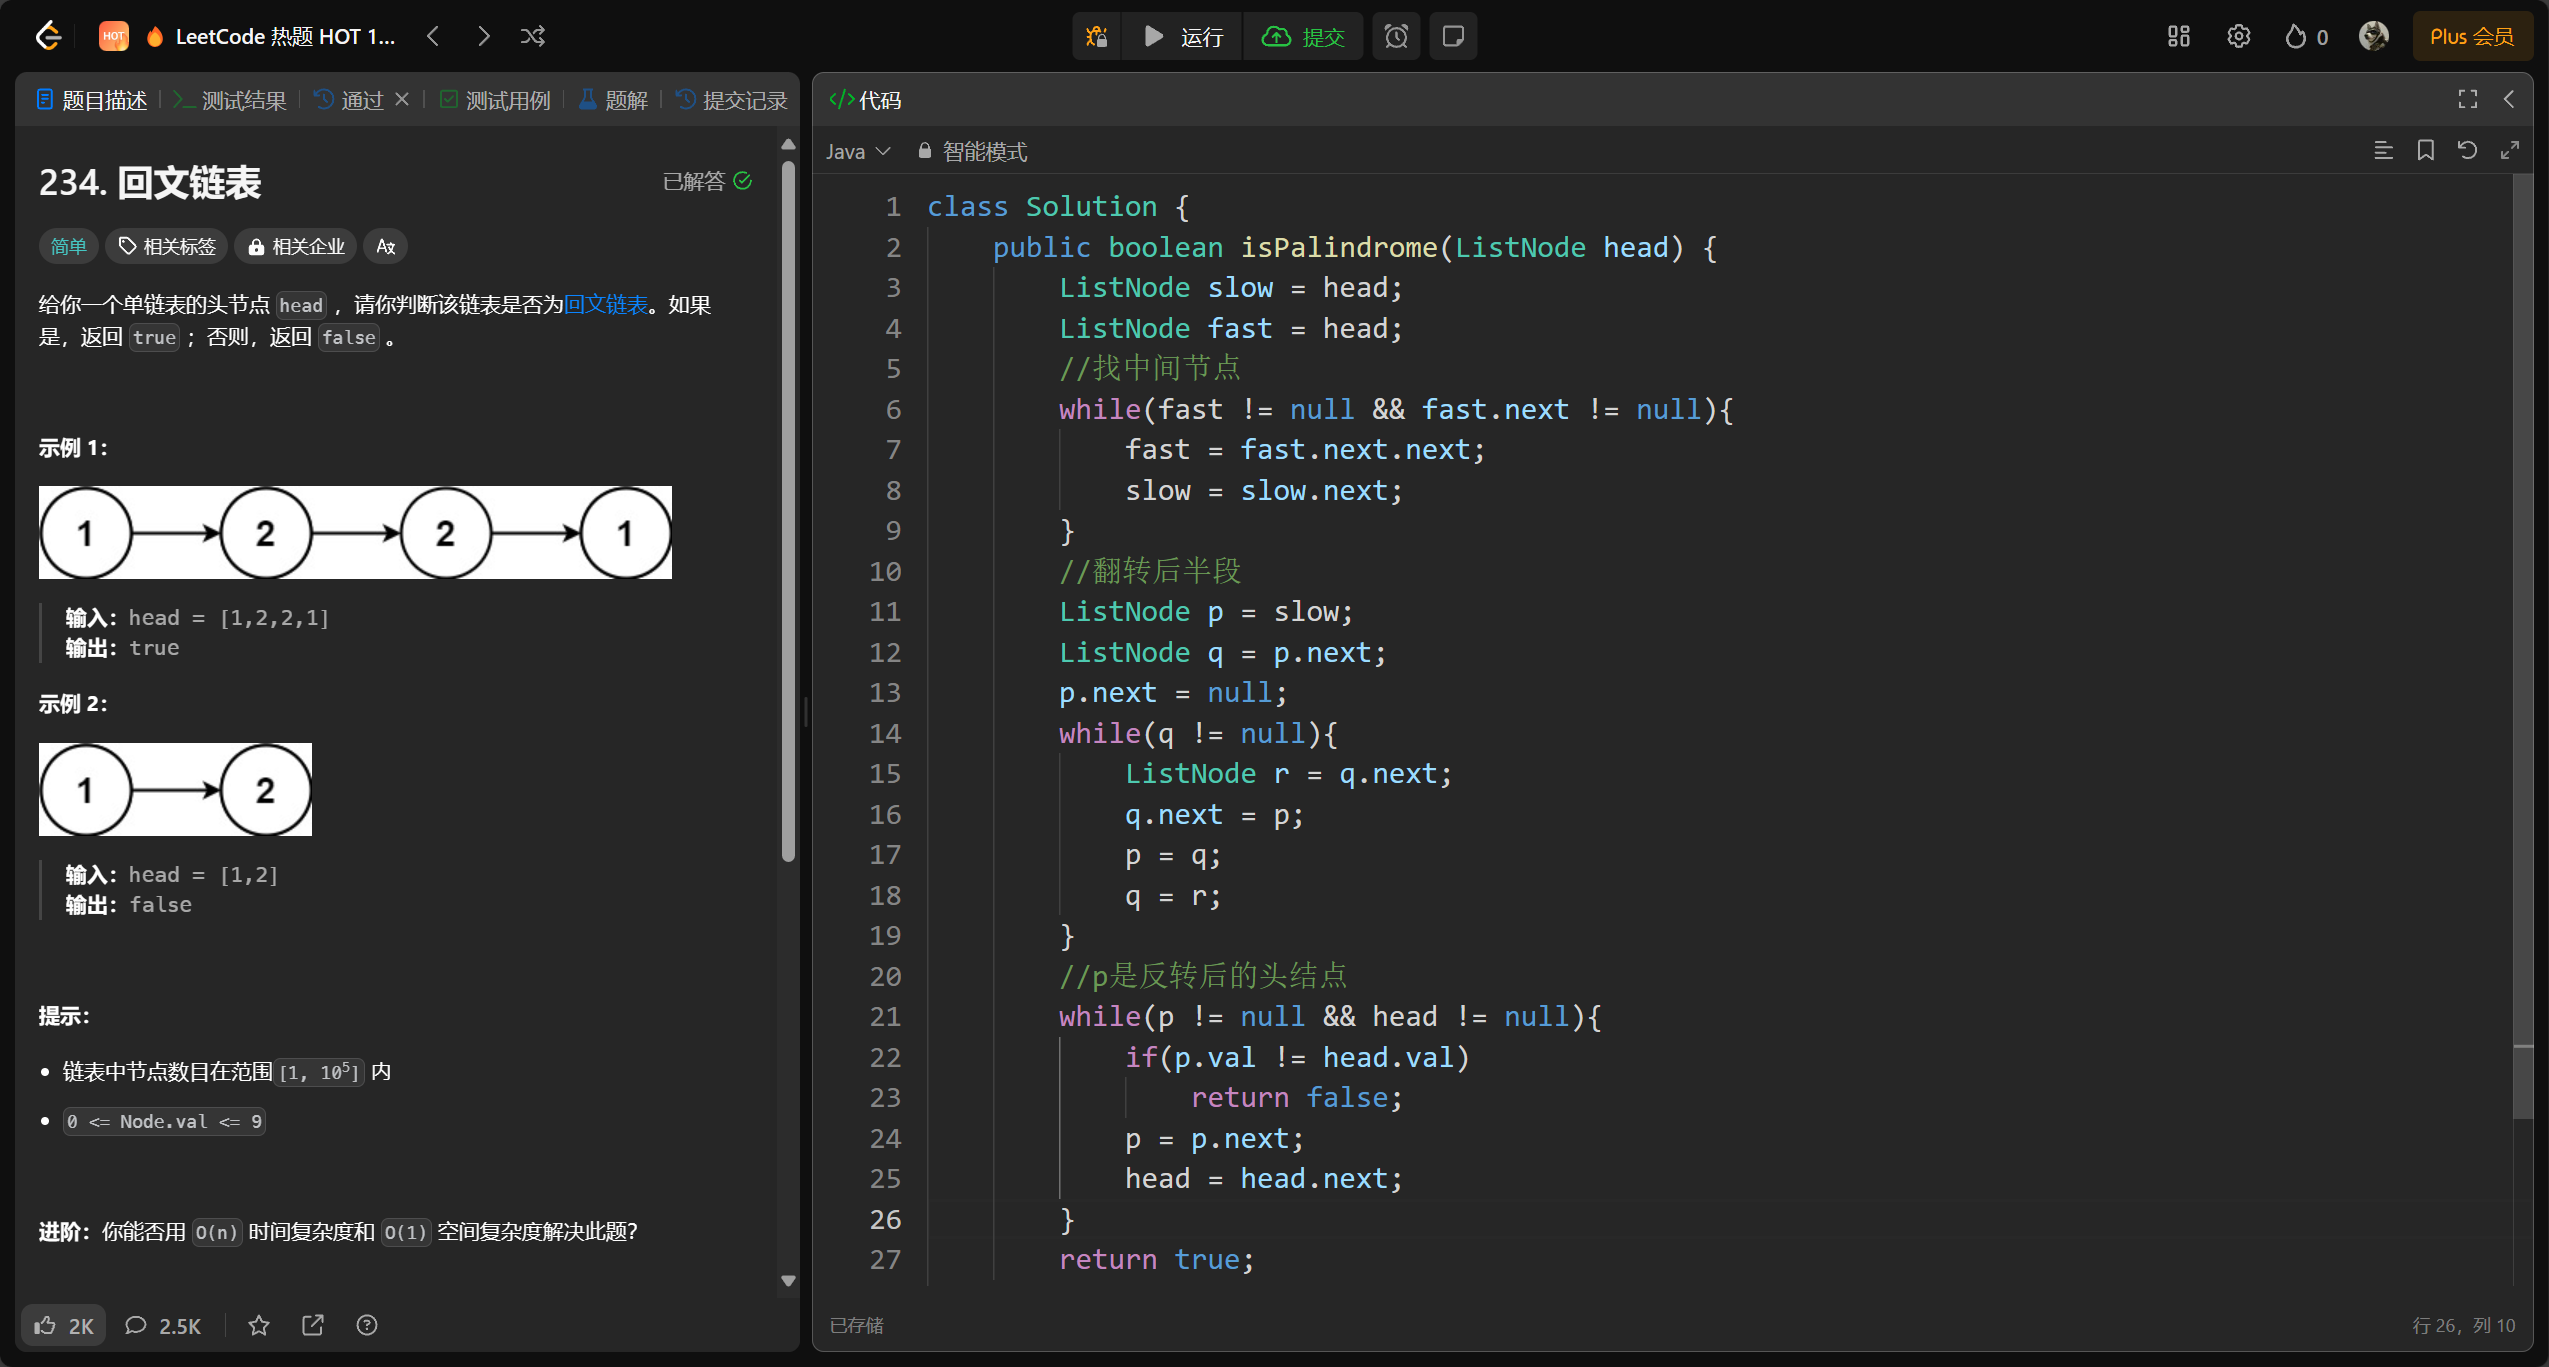 HOT LeetCode 热题 HOT 1... 运行 提交 0 Plus 会员
题目描述 测试结果 通过 测试用例 题解 提交记录
234. 回文链表 已解答
简单 相关标签 相关企业
给你一个单链表的头节点 head ，请你判断该链表是否为回文链表。如果
是，返回 true ；否则，返回 false 。
示例 1：
1 2 2 1
输入：head = [1,2,2,1]
输出：true
示例 2：
1 2
输入：head = [1,2]
输出：false
提示：
• 链表中节点数目在范围[1, 10⁵] 内
• 0 <= Node.val <= 9
进阶：你能否用 O(n) 时间复杂度和 O(1) 空间复杂度解决此题？
2K 2.5K
</> 代码
Java 智能模式
1 class Solution {
2     public boolean isPalindrome(ListNode head) {
3         ListNode slow = head;
4         ListNode fast = head;
5         //找中间节点
6         while(fast != null && fast.next != null){
7             fast = fast.next.next;
8             slow = slow.next;
9         }
10         //翻转后半段
11         ListNode p = slow;
12         ListNode q = p.next;
13         p.next = null;
14         while(q != null){
15             ListNode r = q.next;
16             q.next = p;
17             p = q;
18             q = r;
19         }
20         //p是反转后的头结点
21         while(p != null && head != null){
22             if(p.val != head.val)
23                 return false;
24             p = p.next;
25             head = head.next;
26         }
27         return true;
已存储 行 26，列 10